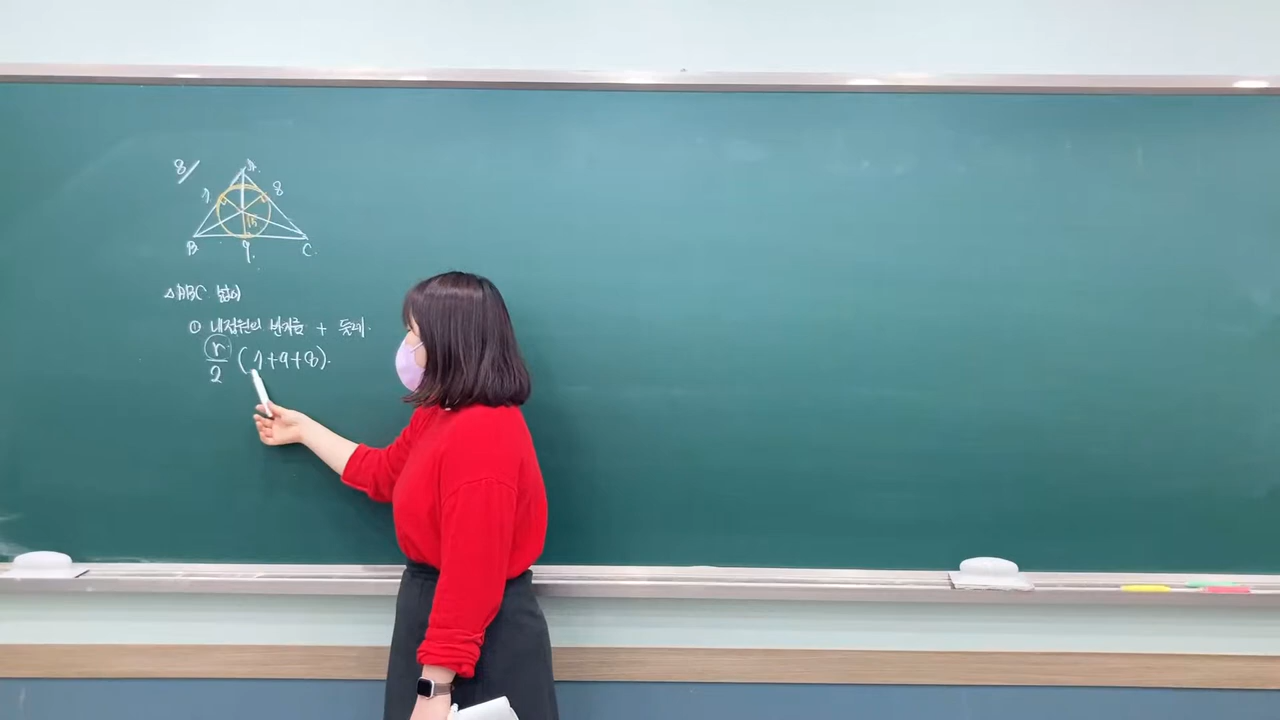 8/
A
7
8
√5
B
9
C
△ABC 넓이
① 내접원의 반지름 + 둘레.
r/2 (7+9+8).